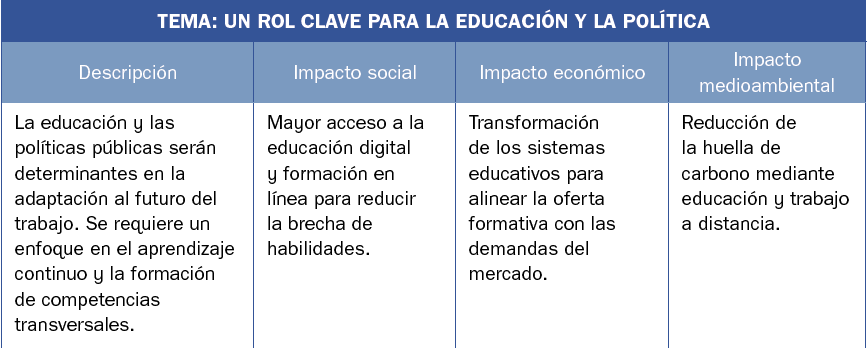 TEMA: UN ROL CLAVE PARA LA EDUCACIÓN Y LA POLÍTICA
Descripción
Impacto social
Impacto económico
Impacto
medioambiental
La educación y las
políticas públicas serán
determinantes en la
adaptación al futuro del
trabajo. Se requiere un
enfoque en el aprendizaje
continuo y la formación
de competencias
transversales.
Mayor acceso a la
educación digital
y formación en
línea para reducir
la brecha de
habilidades.
Transformación
de los sistemas
educativos para
alinear la oferta
formativa con las
demandas del
mercado.
Reducción de
la huella de
carbono mediante
educación y trabajo
a distancia.